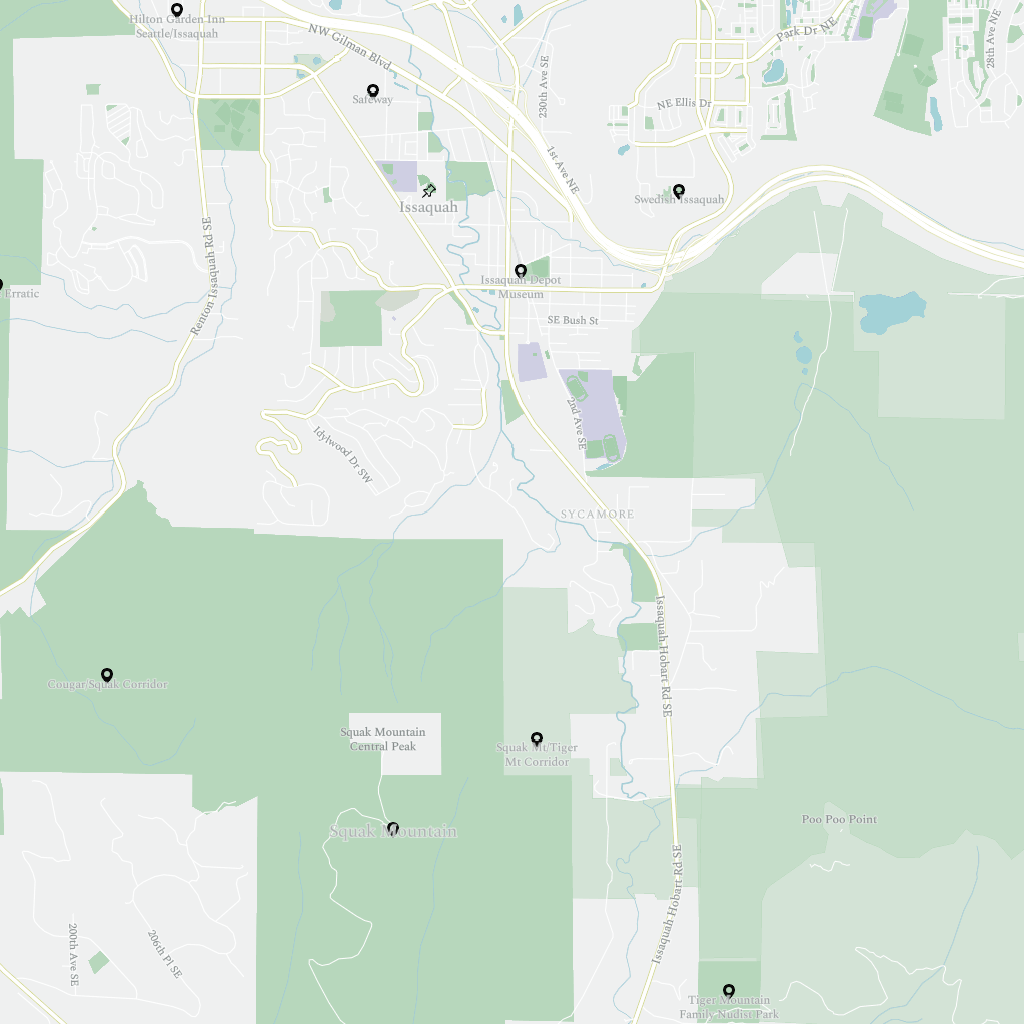 Hilton Garden Inn
Seattle/Issaquah
NW Gilman Blvd
Park Dr NE
28th Ave NE
230th Ave SE
Safeway
NE Ellis Dr
1st Ave NE
Issaquah
Swedish Issaquah
Renton Issaquah Rd SE
Erratic
Issaquah Depot
Museum
SE Bush St
2nd Ave SE
Idylwood Dr SW
SYCAMORE
Issaquah Hobart Rd SE
Cougar/Squak Corridor
Squak Mountain
Central Peak
Squak Mt/Tiger
Mt Corridor
Squak Mountain
Poo Poo Point
Issaquah Hobart Rd SE
200th Ave SE
206th Pl SE
Tiger Mountain
Family Nudist Park